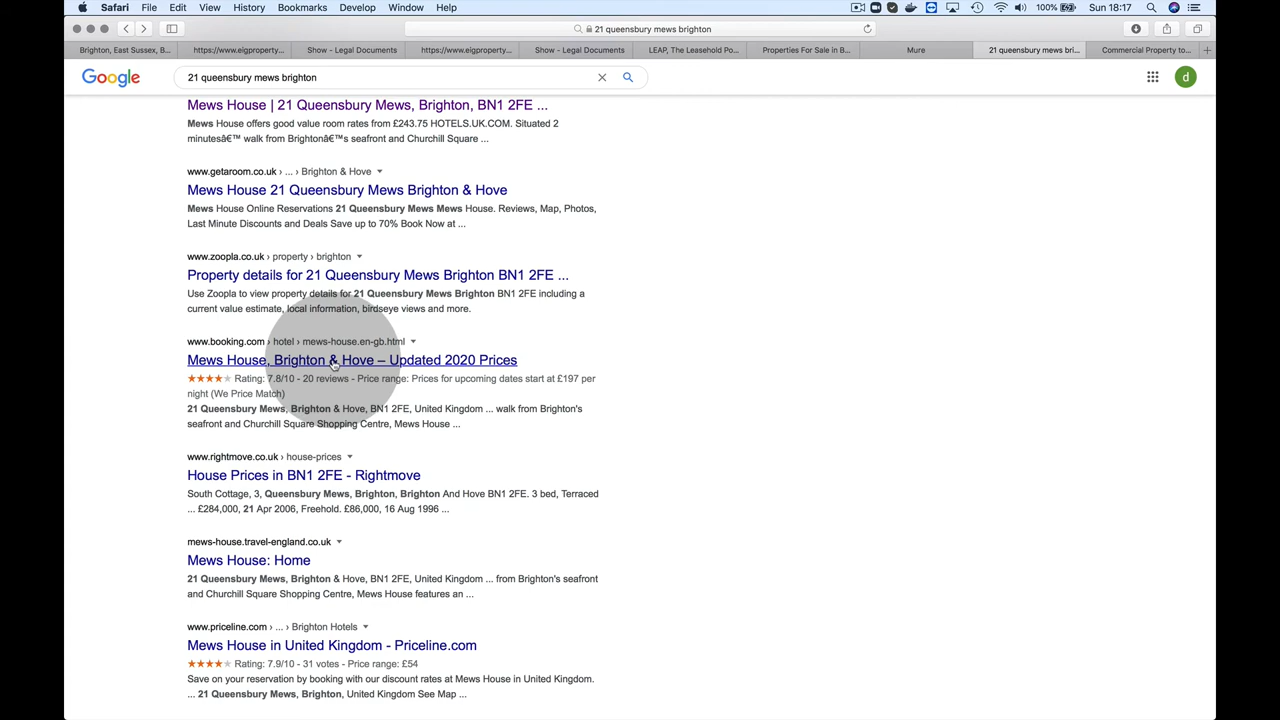 Safari File Edit View History Bookmarks Develop Window Help 100% Sun 18:17
21 queensbury mews brighton
Brighton, East Sussex, B... https://www.eigproperty... Show - Legal Documents https://www.eigproperty... Show - Legal Documents LEAP, The Leasehold Po... Properties For Sale in B... Mure 21 queensbury mews bri... Commercial Property to...
Google 21 queensbury mews brighton d
Mews House | 21 Queensbury Mews, Brighton, BN1 2FE ...
Mews House offers good value room rates from £243.75 HOTELS.UK.COM. Situated 2
minutesâ€™ walk from Brightonâ€™s seafront and Churchill Square ...
www.getaroom.co.uk › ... › Brighton & Hove
Mews House 21 Queensbury Mews Brighton & Hove
Mews House Online Reservations 21 Queensbury Mews Mews House. Reviews, Map, Photos,
Last Minute Discounts and Deals Save up to 70% Book Now at ...
www.zoopla.co.uk › property › brighton
Property details for 21 Queensbury Mews Brighton BN1 2FE ...
Use Zoopla to view property details for 21 Queensbury Mews Brighton BN1 2FE including a
current value estimate, local information, birdseye views and more.
www.booking.com › hotel › mews-house.en-gb.html
Mews House, Brighton & Hove – Updated 2020 Prices
Rating: 7.8/10 - 20 reviews - Price range: Prices for upcoming dates start at £197 per
night (We Price Match)
21 Queensbury Mews, Brighton & Hove, BN1 2FE, United Kingdom ... walk from Brighton's
seafront and Churchill Square Shopping Centre, Mews House ...
www.rightmove.co.uk › house-prices
House Prices in BN1 2FE - Rightmove
South Cottage, 3, Queensbury Mews, Brighton, Brighton And Hove BN1 2FE. 3 bed, Terraced
... £284,000, 21 Apr 2006, Freehold. £86,000, 16 Aug 1996 ...
mews-house.travel-england.co.uk
Mews House: Home
21 Queensbury Mews, Brighton & Hove, BN1 2FE, United Kingdom ... from Brighton's seafront
and Churchill Square Shopping Centre, Mews House features an ...
www.priceline.com › ... › Brighton Hotels
Mews House in United Kingdom - Priceline.com
Rating: 7.9/10 - 31 votes - Price range: £54
Save on your reservation by booking with our discount rates at Mews House in United Kingdom.
... 21 Queensbury Mews, Brighton, United Kingdom See Map ...